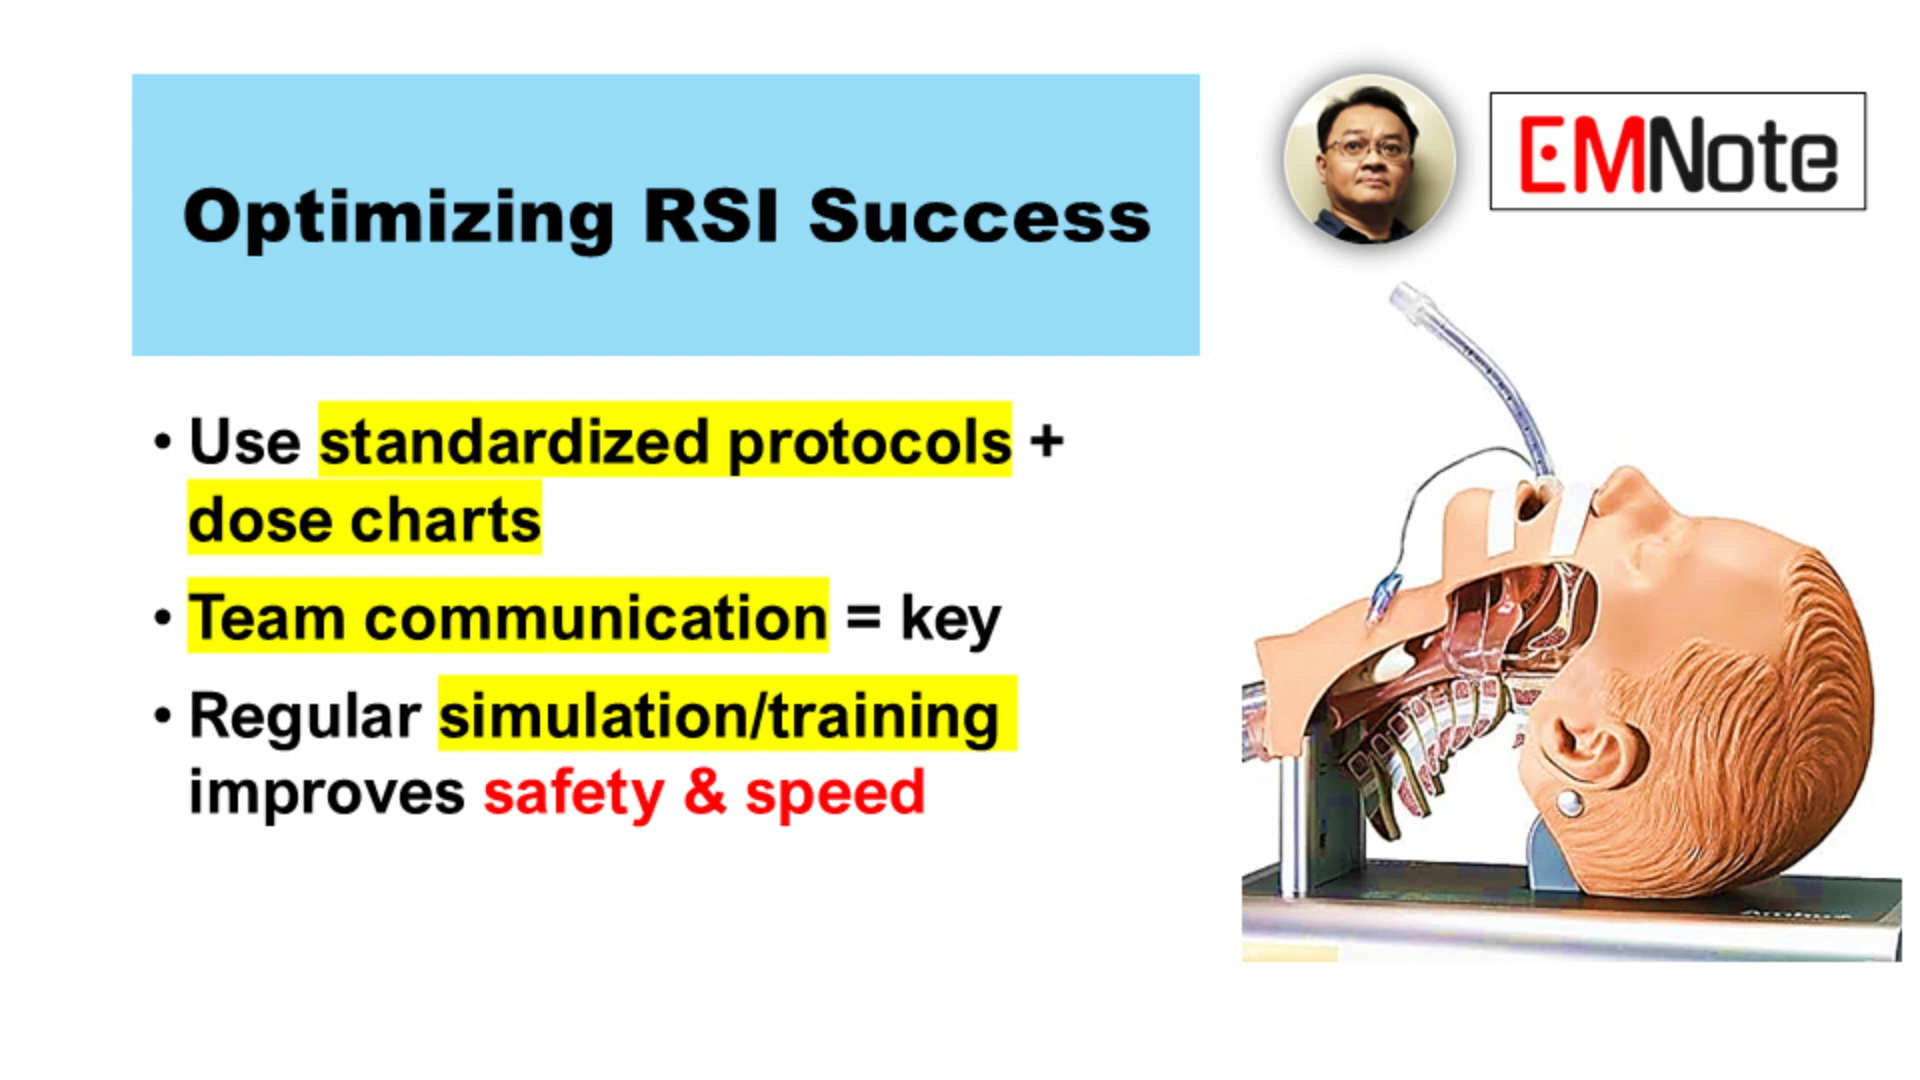 Optimizing RSI Success
EMNote
• Use standardized protocols +
dose charts
• Team communication = key
• Regular simulation/training
improves safety & speed